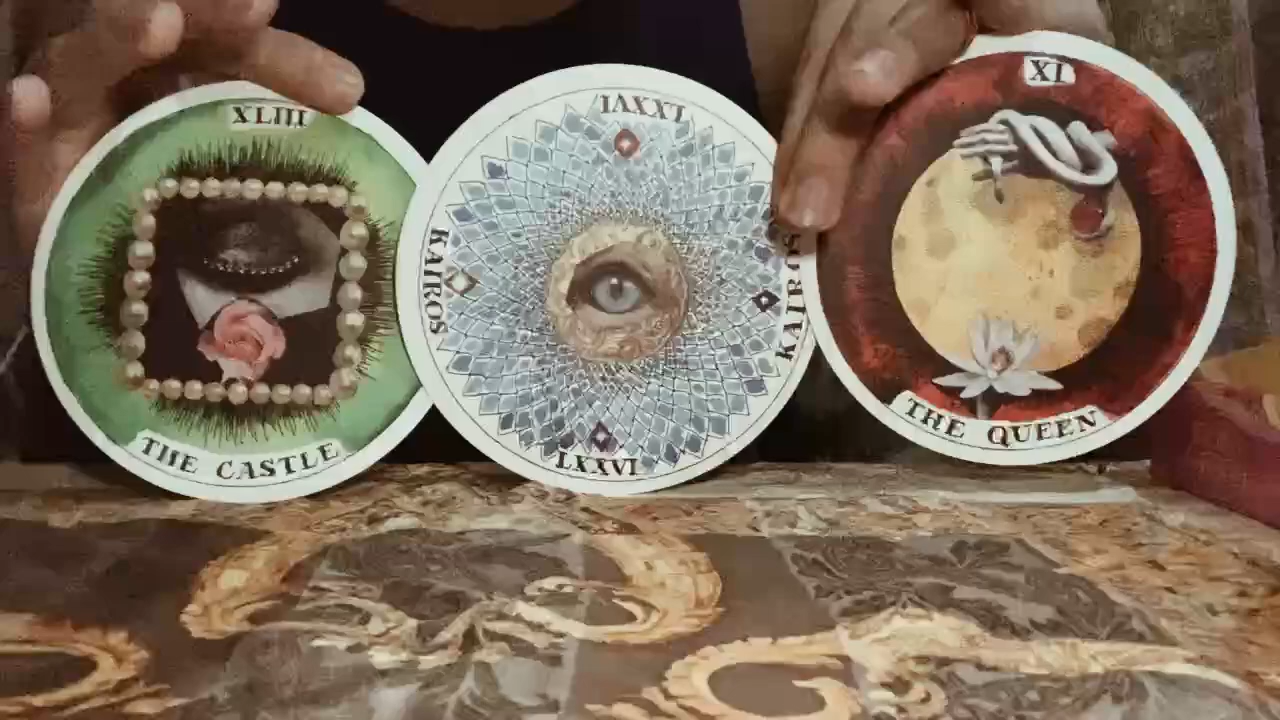 XLIII
THE CASTLE
LXXVI
KAIROS
KAIROS
LXXVI
XI
THE QUEEN